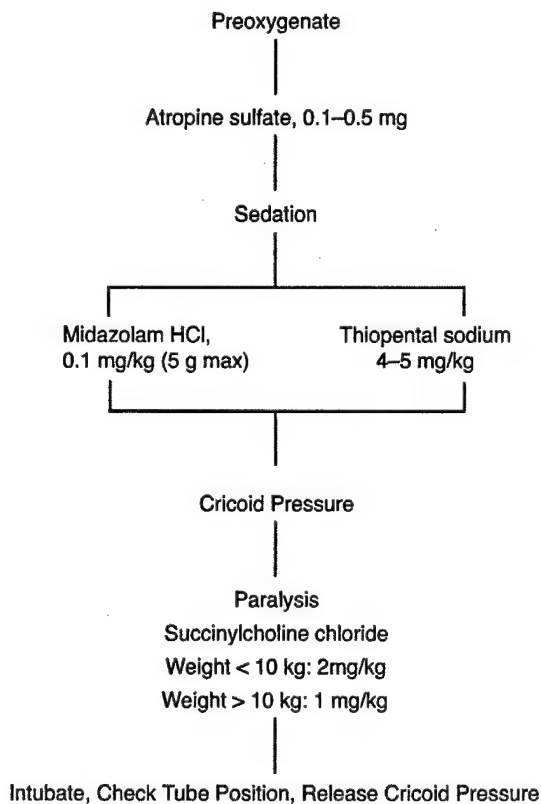 Preoxygenate
Atropine sulfate, 0.1–0.5 mg
Sedation
Midazolam HCl,
0.1 mg/kg (5 g max)
Thiopental sodium
4–5 mg/kg
Cricoid Pressure
Paralysis
Succinylcholine chloride
Weight < 10 kg: 2mg/kg
Weight > 10 kg: 1 mg/kg
Intubate, Check Tube Position, Release Cricoid Pressure